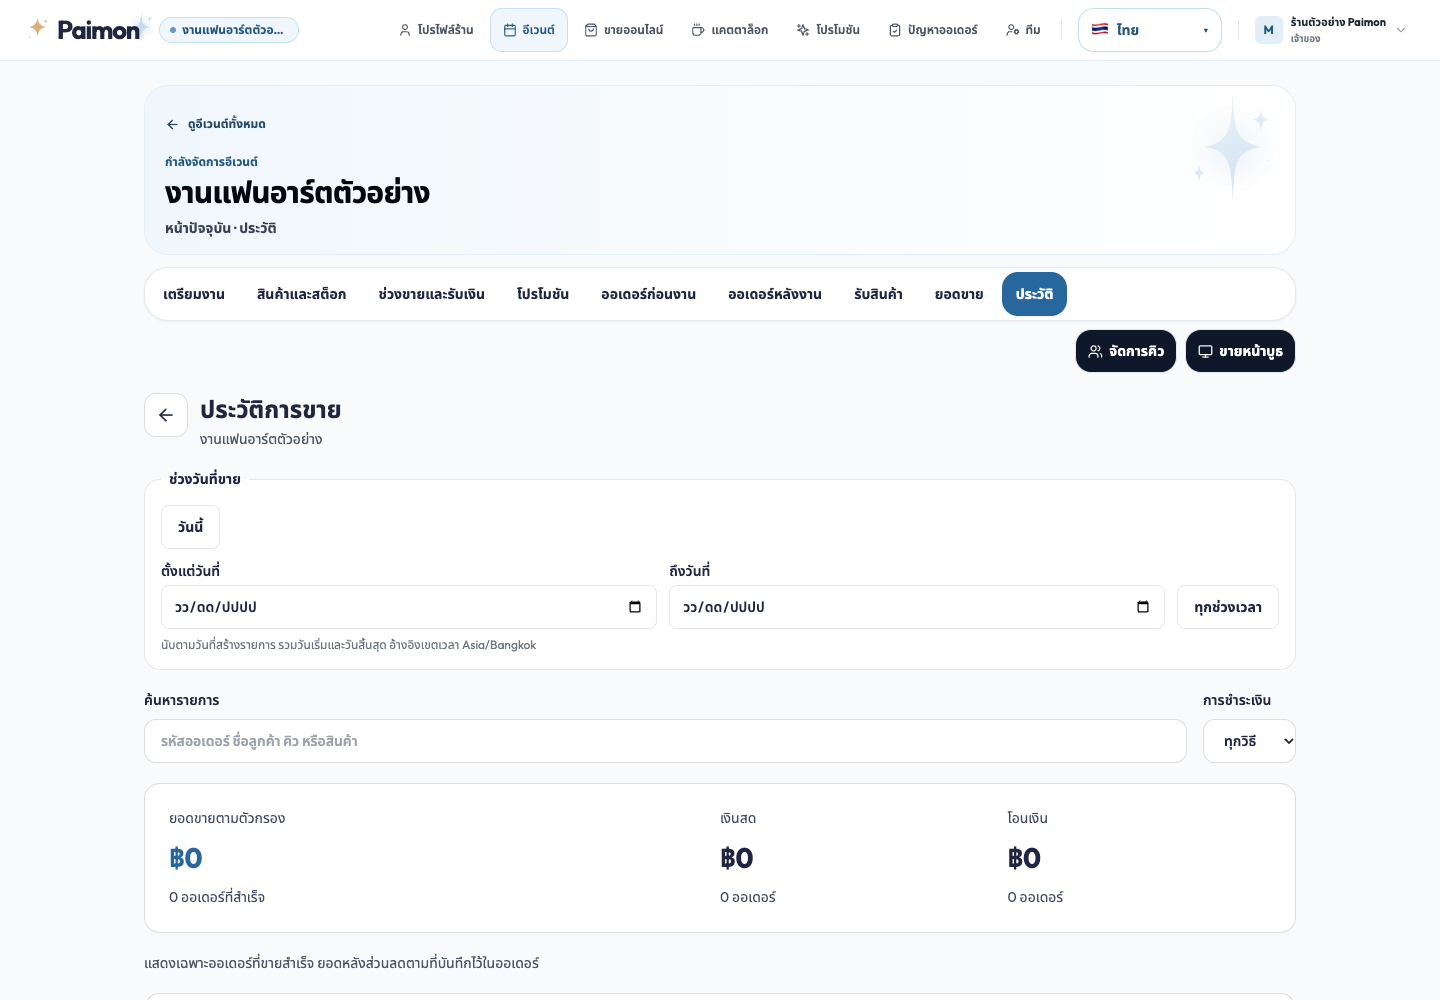 Paimon
งานแฟนอาร์ตตัวอ...
โปรไฟล์ร้าน
อีเวนต์
ขายออนไลน์
แคตตาล็อก
โปรโมชัน
ปัญหาออเดอร์
ทีม
ไทย
M
ร้านตัวอย่าง Paimon
เจ้าของ
ดูอีเวนต์ทั้งหมด
กำลังจัดการอีเวนต์
งานแฟนอาร์ตตัวอย่าง
หน้าปัจจุบัน · ประวัติ
เตรียมงาน
สินค้าและสต็อก
ช่วงขายและรับเงิน
โปรโมชัน
ออเดอร์ก่อนงาน
ออเดอร์หลังงาน
รับสินค้า
ยอดขาย
ประวัติ
จัดการคิว
ขายหน้าบูธ
ประวัติการขาย
งานแฟนอาร์ตตัวอย่าง
ช่วงวันที่ขาย
วันนี้
ตั้งแต่วันที่
ถึงวันที่
วว/ดด/ปปปป
วว/ดด/ปปปป
ทุกช่วงเวลา
นับตามวันที่สร้างรายการ รวมวันเริ่มและวันสิ้นสุด อ้างอิงเขตเวลา Asia/Bangkok
ค้นหารายการ
การชำระเงิน
รหัสออเดอร์ ชื่อลูกค้า คิว หรือสินค้า
ทุกวิธี
ยอดขายตามตัวกรอง
เงินสด
โอนเงิน
฿0
฿0
฿0
0 ออเดอร์ที่สำเร็จ
0 ออเดอร์
0 ออเดอร์
แสดงเฉพาะออเดอร์ที่ขายสำเร็จ ยอดหลังส่วนลดตามที่บันทึกไว้ในออเดอร์